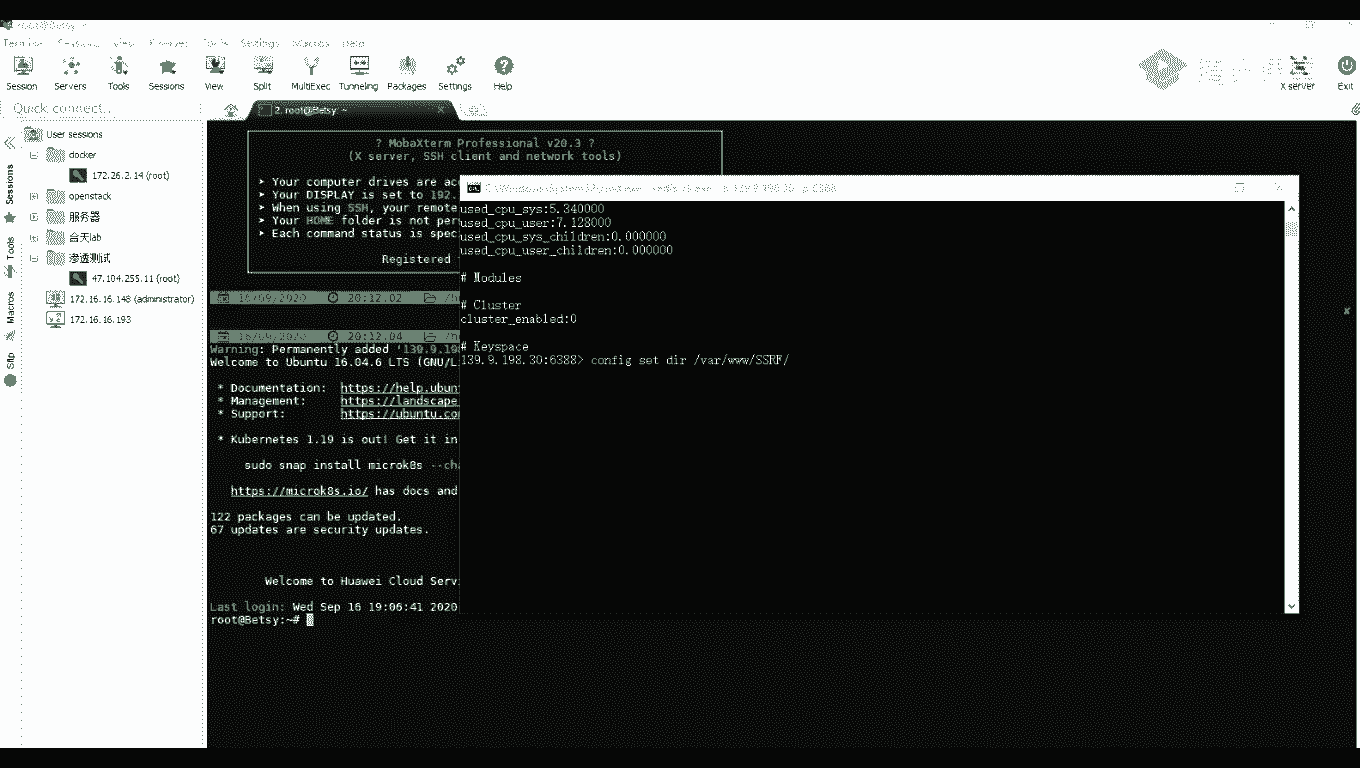 Session Servers Tools Sessions View Split MultiExec Tunneling Packages Settings Help
X server Exit
Quick connect...
2. root@Betsy: ~
User sessions
docker
172.26.2.14 (root)
openstack
服务器
合天lab
渗透测试
47.104.255.11 (root)
172.16.16.148 (administrator)
172.16.16.193
Sessions
Tools
Macros
Sftp
? MobaXterm Professional v20.3 ?
(X server, SSH client and network tools)
➤ Your computer drives are acc
➤ Your DISPLAY is set to 192.
➤ When using SSH, your remote
➤ Your HOME folder is not per
➤ Each command status is spec
Registered
16/09/2020 20:12.02
16/09/2020 20:12.04
Warning: Permanently added '139.9.198
Welcome to Ubuntu 16.04.6 LTS (GNU/L
* Documentation: https://help.ubun
* Management: https://landscape
* Support: https://ubuntu.co
* Kubernetes 1.19 is out! Get it in
sudo snap install microk8s --cha
https://microk8s.io/ has docs and
122 packages can be updated.
67 updates are security updates.
Welcome to Huawei Cloud Serv
Last login: Wed Sep 16 19:06:41 2020
root@Betsy:~#
used_cpu_sys:5.340000
used_cpu_user:7.128000
used_cpu_sys_children:0.000000
used_cpu_user_children:0.000000
# Modules
# Cluster
cluster_enabled:0
# Keyspace
139.9.198.30:6388> config set dir /var/www/SSRF/